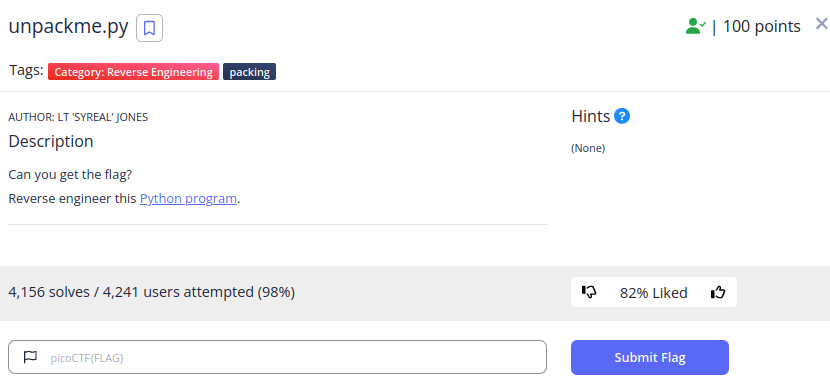 unpackme.py
| 100 points
Tags: Category: Reverse Engineering packing
AUTHOR: LT 'SYREAL' JONES
Hints ?
Description
(None)
Can you get the flag?
Reverse engineer this Python program.
4,156 solves / 4,241 users attempted (98%)
82% Liked
picoCTF{FLAG}
Submit Flag